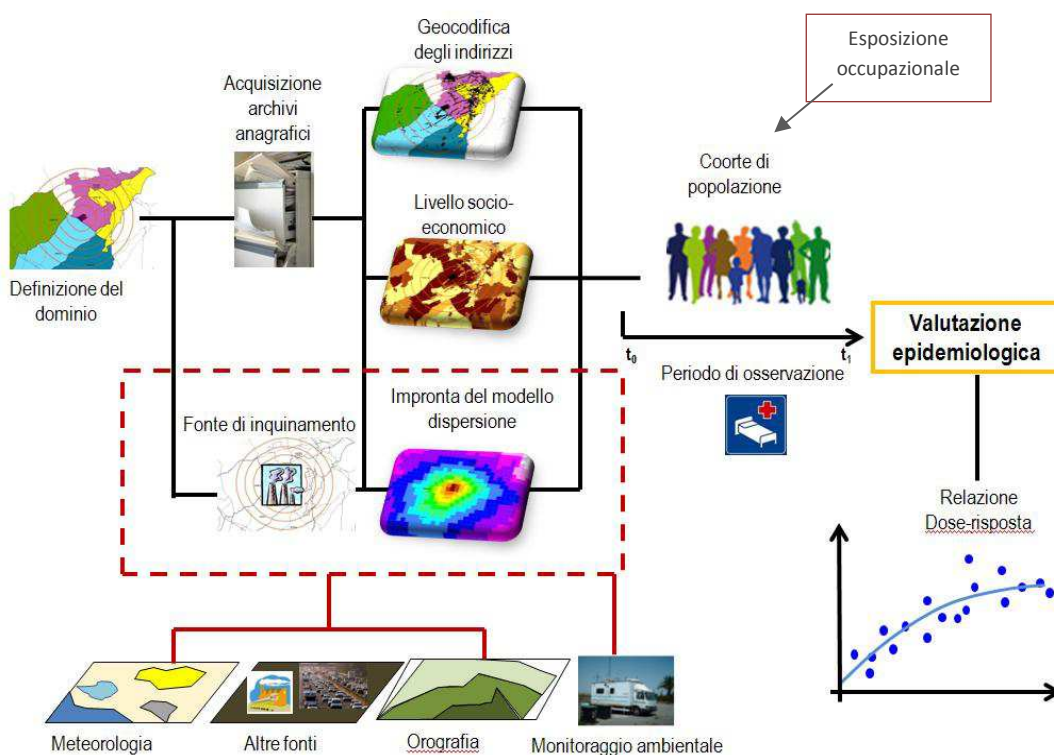 Geocodifica
degli indirizzi
Esposizione
occupazionale
Acquisizione
archivi
anagrafici
Coorte di
popolazione
Livello socio-
economico
Definizione del
dominio
Valutazione
epidemiologica
t₀
t₁
Periodo di osservazione
Impronta del modello
dispersione
Fonte di inquinamento
Relazione
Dose-risposta
Meteorologia
Altre fonti
Orografia
Monitoraggio ambientale